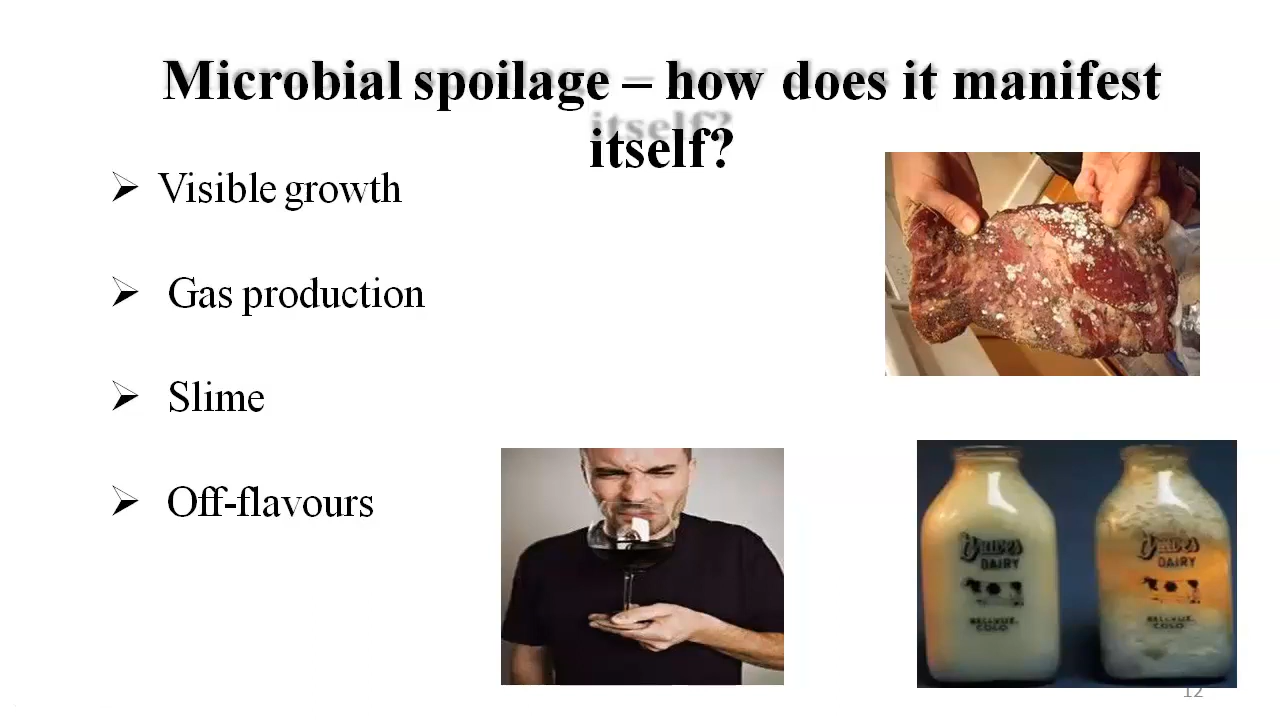 Microbial spoilage – how does it manifest
itself?
➢ Visible growth
➢ Gas production
➢ Slime
➢ Off-flavours
DAIRY
DAIRY
12